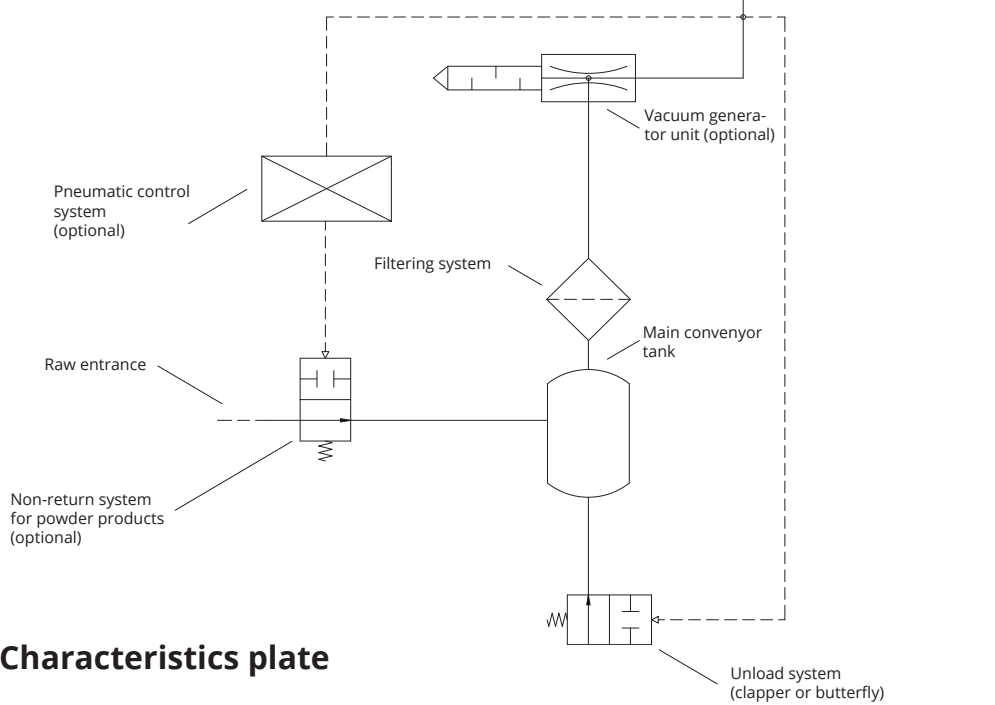 Vacuum genera-
tor unit (optional)
Pneumatic control
system
(optional)
Filtering system
Main convenyor
tank
Raw entrance
Non-return system
for powder products
(optional)
Characteristics plate
Unload system
(clapper or butterfly)